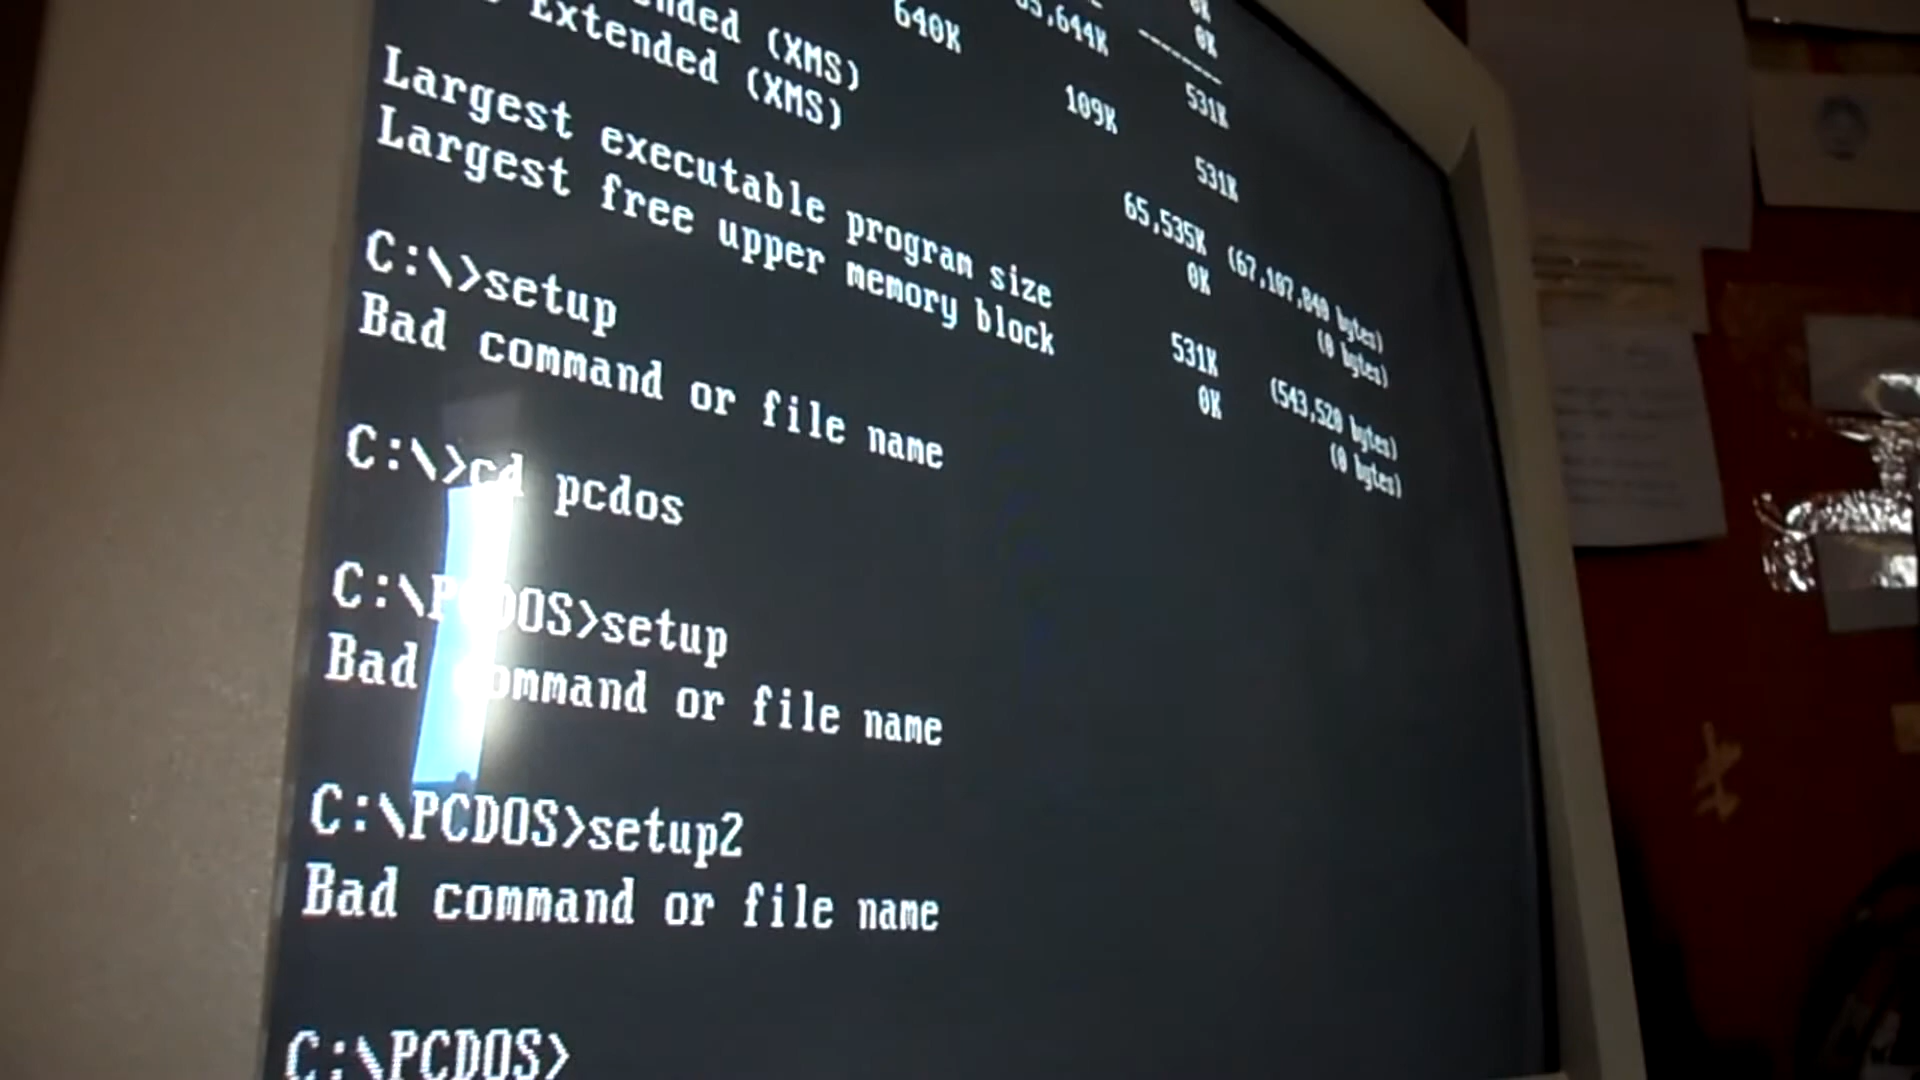 (XMS) 640K 65,644K 0K
Extended (XMS) 109K 531K
Largest executable program size 531K (543,520 bytes)
Largest free upper memory block 0K (0 bytes)
0K
531K
65,535K (67,107,840 bytes)
0K (0 bytes)
C:\>setup
Bad command or file name
C:\>cd pcdos
C:\PCDOS>setup
Bad command or file name
C:\PCDOS>setup2
Bad command or file name
C:\PCDOS>